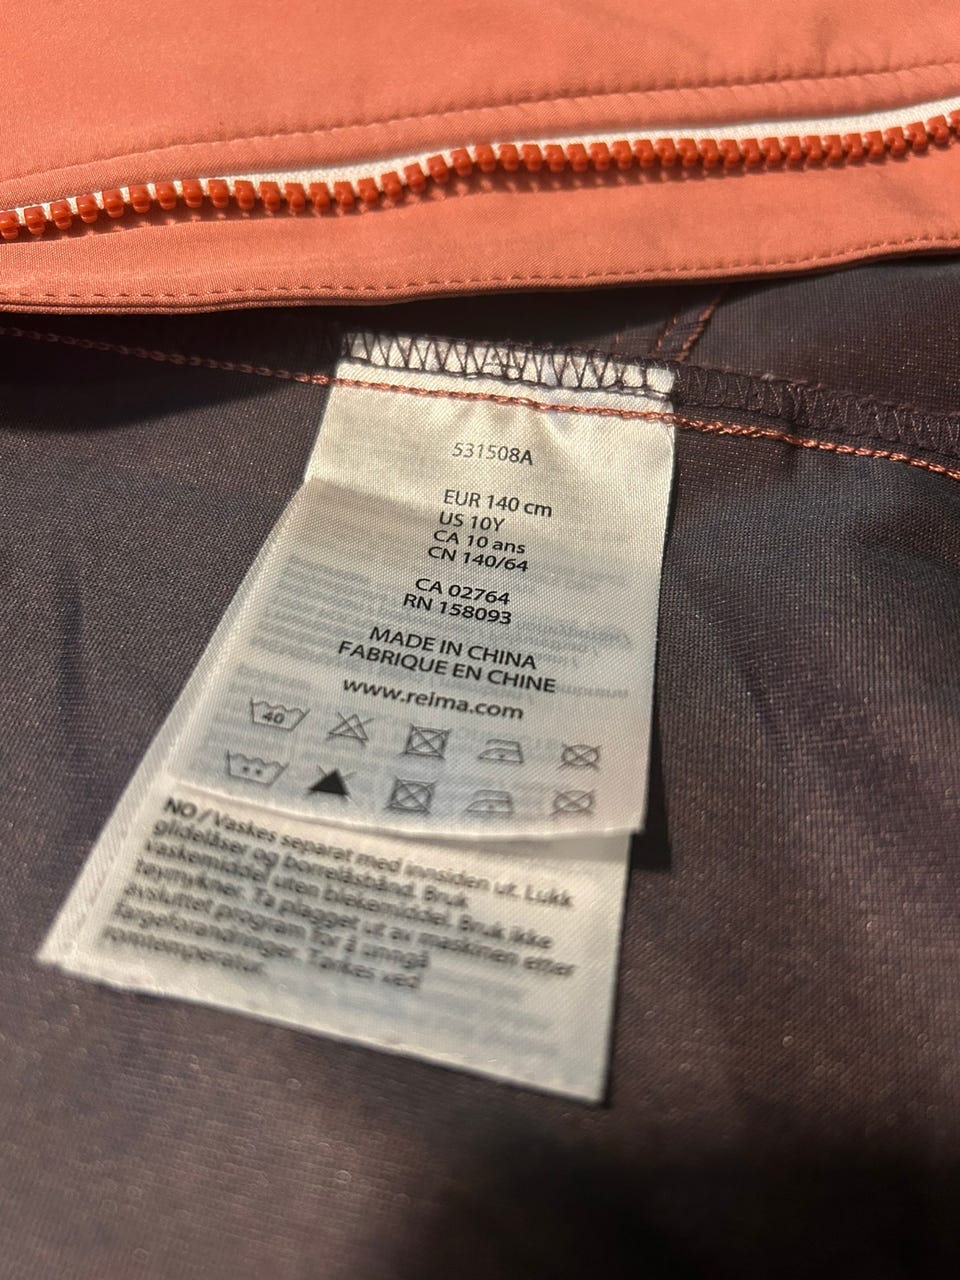 531508A
EUR 140 cm
US 10Y
CA 10 ans
CN 140/64
CA 02764
RN 158093
MADE IN CHINA
FABRIQUE EN CHINE
www.reima.com
40
NO / Vaskes separat med innsiden ut. Lukk
glidelåser og borrelåsbånd. Bruk
vaskemiddel uten blekemiddel. Bruk ikke
tøymykner. Ta plagget ut av maskinen etter
avsluttet program for å unngå
fargeforandringer. Tørkes ved
romtemperatur.